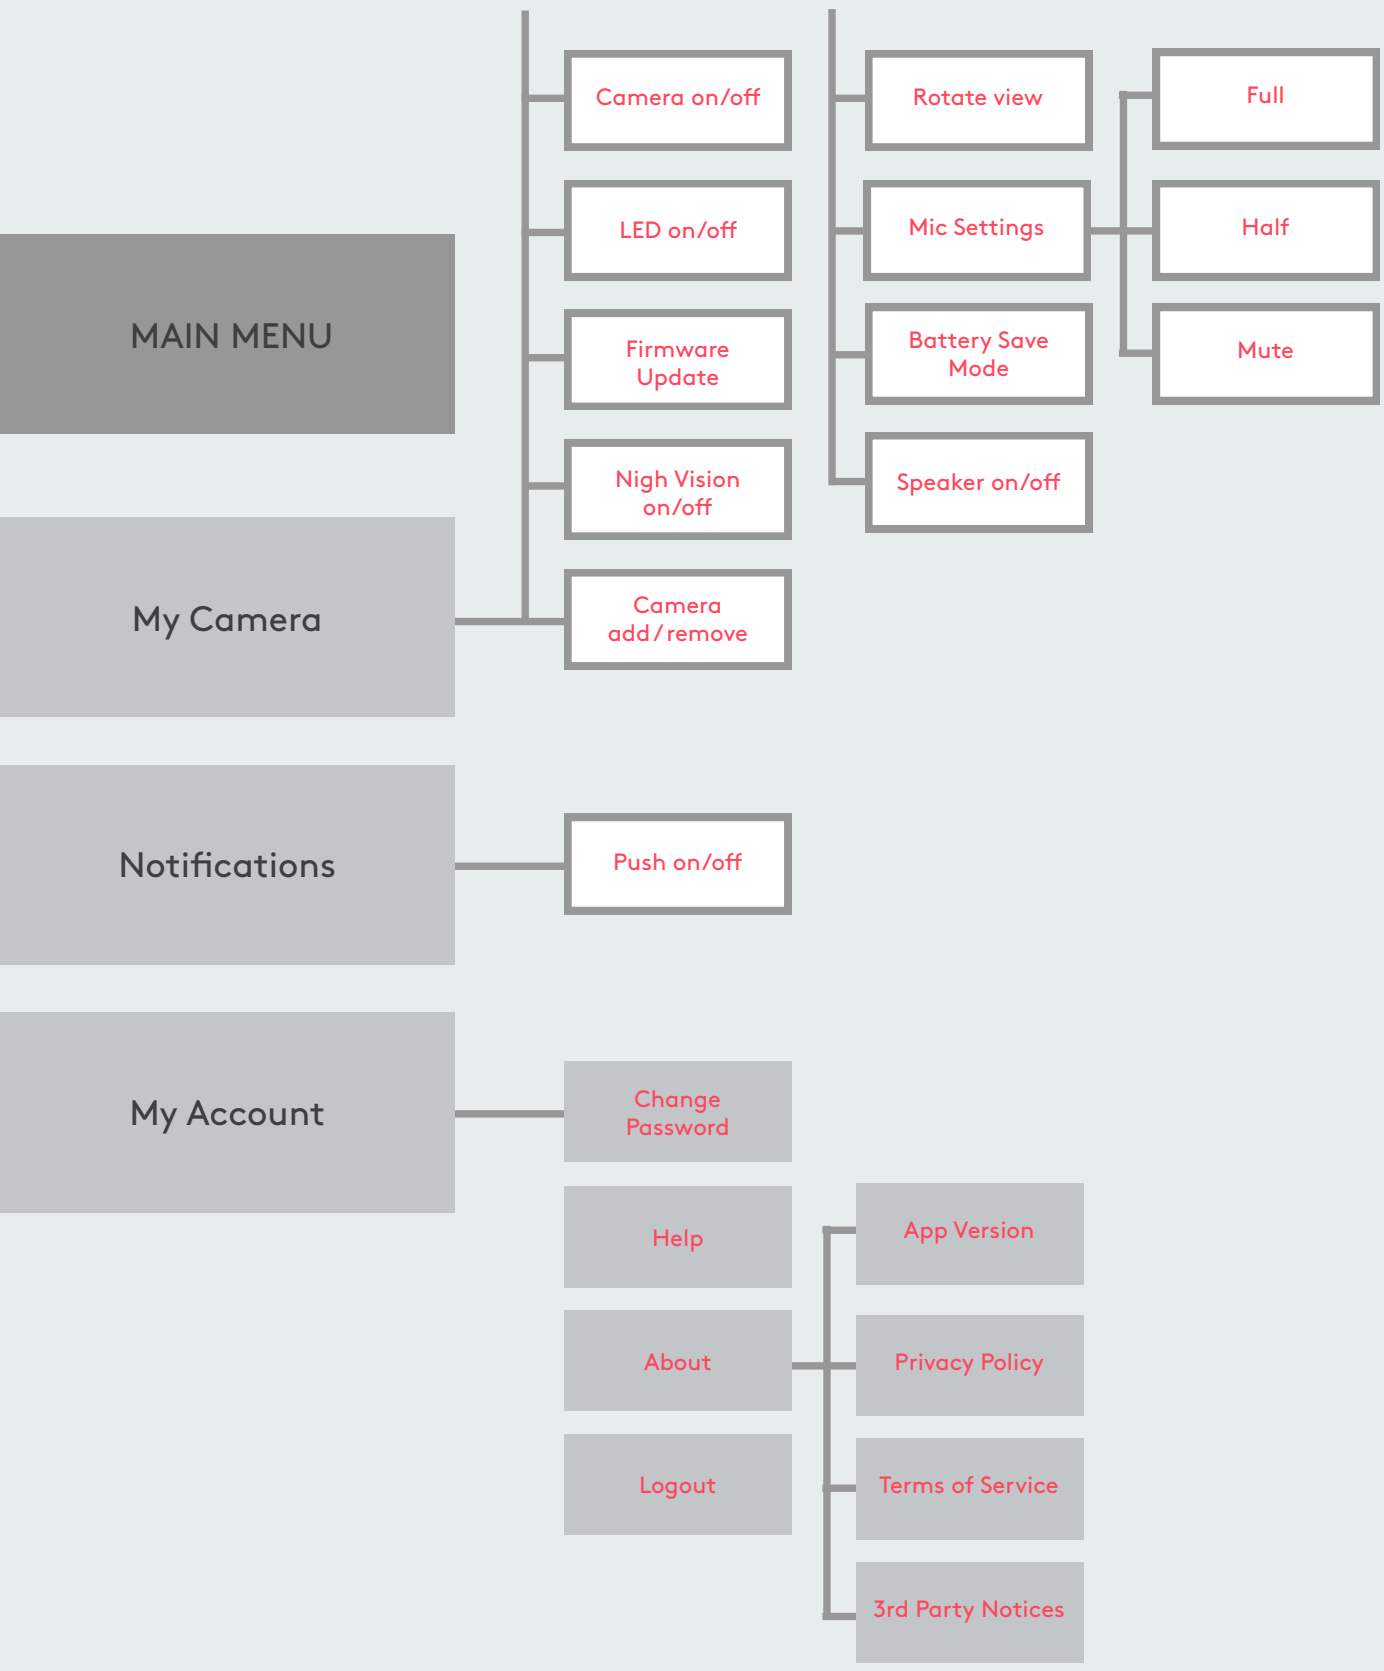 MAIN MENU
My Camera
Camera on/off
LED on/off
Firmware
Update
Nigh Vision
on/off
Camera
add / remove
Rotate view
Mic Settings
Battery Save
Mode
Speaker on/off
Full
Half
Mute
Notifications
Push on/off
My Account
Change
Password
Help
About
Logout
App Version
Privacy Policy
Terms of Service
3rd Party Notices